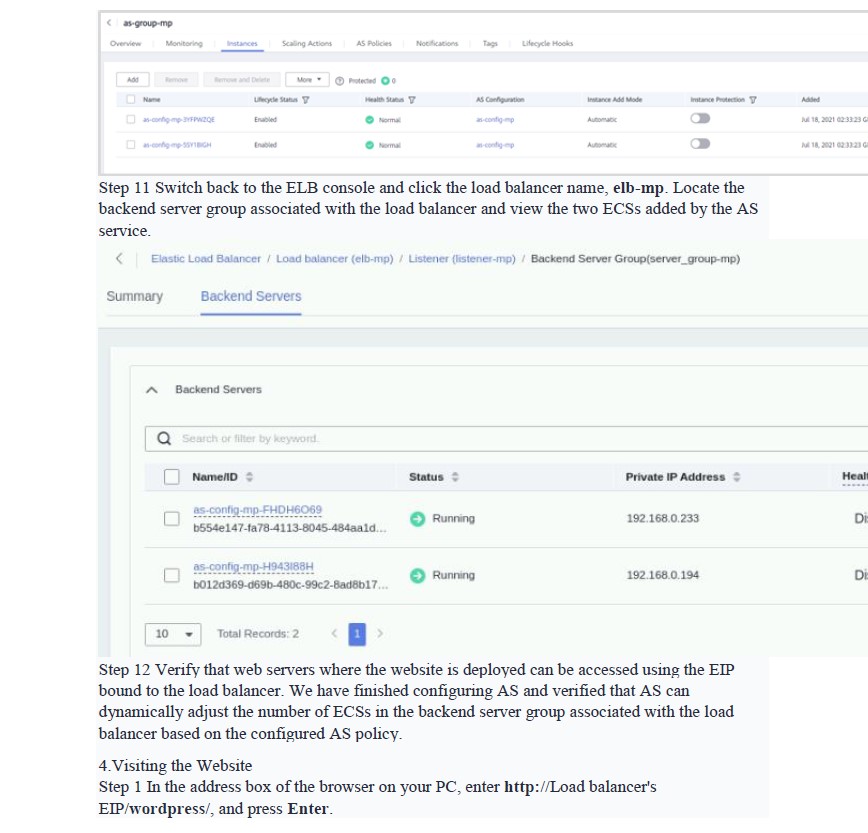 as-group-mp
Overview Monitoring Instances Scaling Actions AS Policies Notifications Tags Lifecycle Hooks
Add Remove Remove and Delete More Protected 0
Name Lifecycle Status Health Status AS Configuration Instance Add Mode Instance Protection Added
as-config-mp-3YFPWZQE Enabled Normal as-config-mp Automatic Jul 18, 2021 02:33:23 G
as-config-mp-5SY1BIGH Enabled Normal as-config-mp Automatic Jul 18, 2021 02:33:23 G
Step 11 Switch back to the ELB console and click the load balancer name, elb-mp. Locate the
backend server group associated with the load balancer and view the two ECSs added by the AS
service.
Elastic Load Balancer / Load balancer (elb-mp) / Listener (listener-mp) / Backend Server Group(server_group-mp)
Summary Backend Servers
Backend Servers
Search or filter by keyword.
Name/ID Status Private IP Address Healt
as-config-mp-FHDH6O69 Running 192.168.0.233 Di
b554e147-fa78-4113-8045-484aa1d...
as-config-mp-H943I88H Running 192.168.0.194 Di
b012d369-d69b-480c-99c2-8ad8b17...
10 Total Records: 2 < 1 >
Step 12 Verify that web servers where the website is deployed can be accessed using the EIP
bound to the load balancer. We have finished configuring AS and verified that AS can
dynamically adjust the number of ECSs in the backend server group associated with the load
balancer based on the configured AS policy.
4.Visiting the Website
Step 1 In the address box of the browser on your PC, enter http://Load balancer's
EIP/wordpress/, and press Enter.